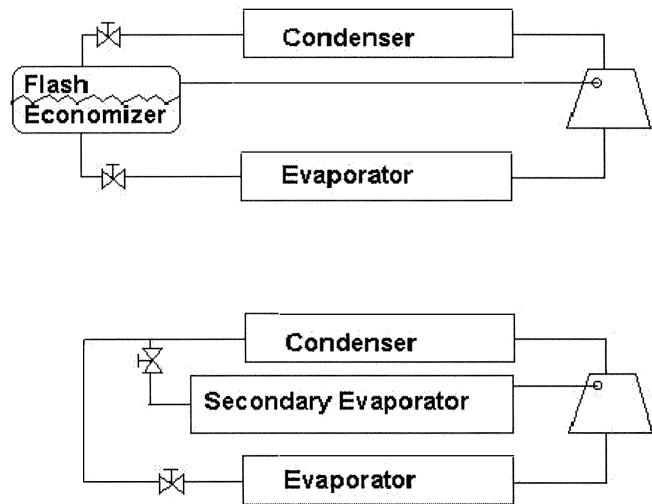 Condenser
Flash
Economizer
Evaporator
Condenser
Secondary Evaporator
Evaporator